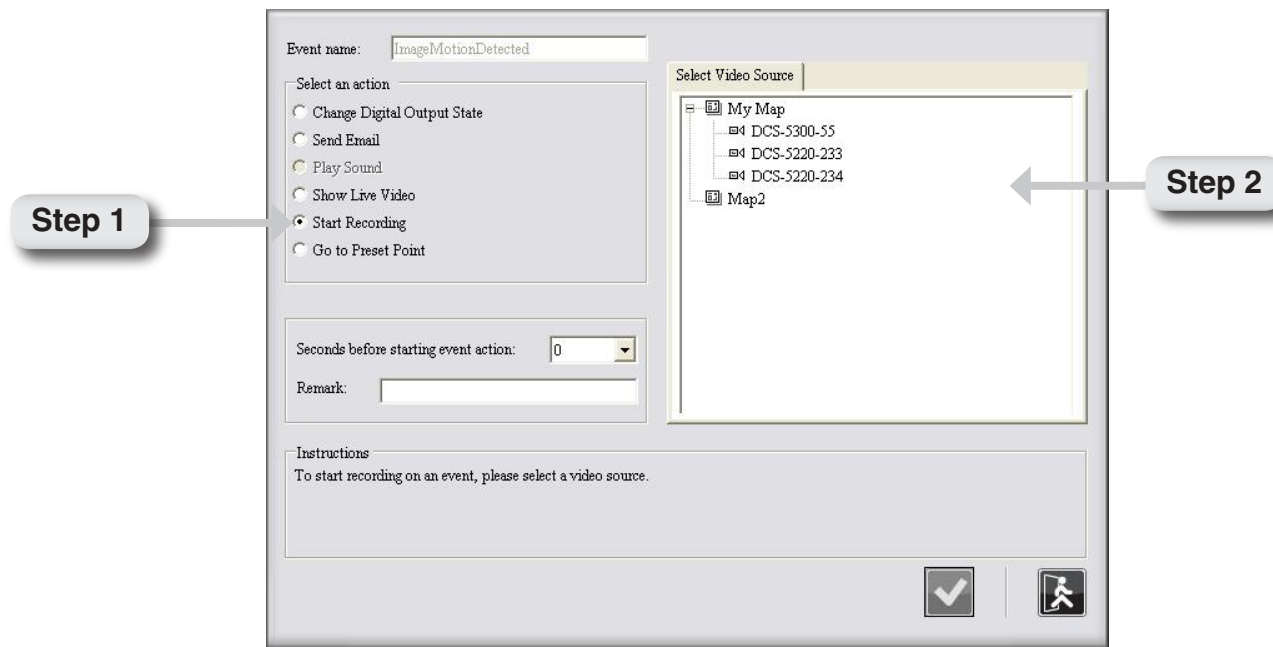 Event name: ImageMotionDetected
Select an action
Change Digital Output State
Send Email
Play Sound
Show Live Video
Start Recording
Go to Preset Point
Step 1
Select Video Source
My Map
DCS-5300-55
DCS-5220-233
DCS-5220-234
Map2
Step 2
Seconds before starting event action: 0
Remark:
Instructions
To start recording on an event, please select a video source.